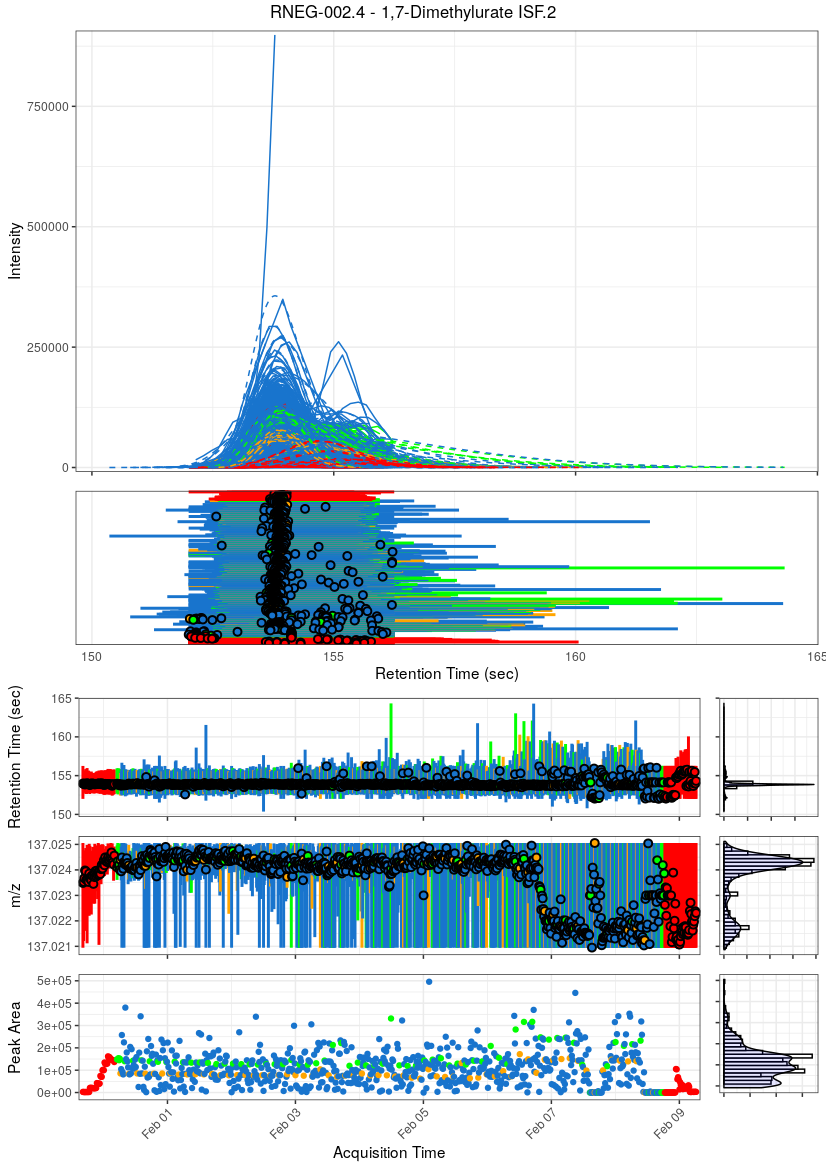 RNEG-002.4 - 1,7-Dimethylurate ISF.2
750000
500000
250000
0
Intensity
150 155 160 165
Retention Time (sec)
165
160
155
150
Retention Time (sec)
137.025
137.024
137.023
137.022
137.021
m/z
5e+05
4e+05
3e+05
2e+05
1e+05
0e+00
Peak Area
Feb 01 Feb 03 Feb 05 Feb 07 Feb 09
Acquisition Time